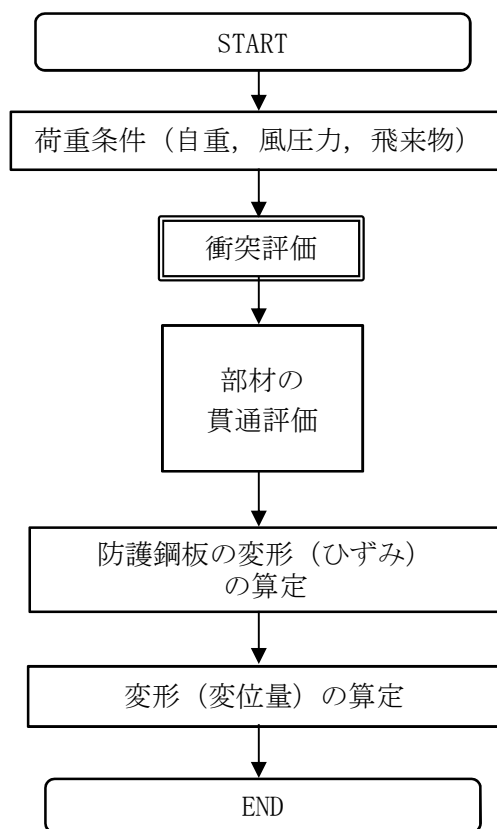 START
荷重条件（自重，風圧力，飛来物）
衝突評価
部材の
貫通評価
防護鋼板の変形（ひずみ）
の算定
変形（変位量）の算定
END